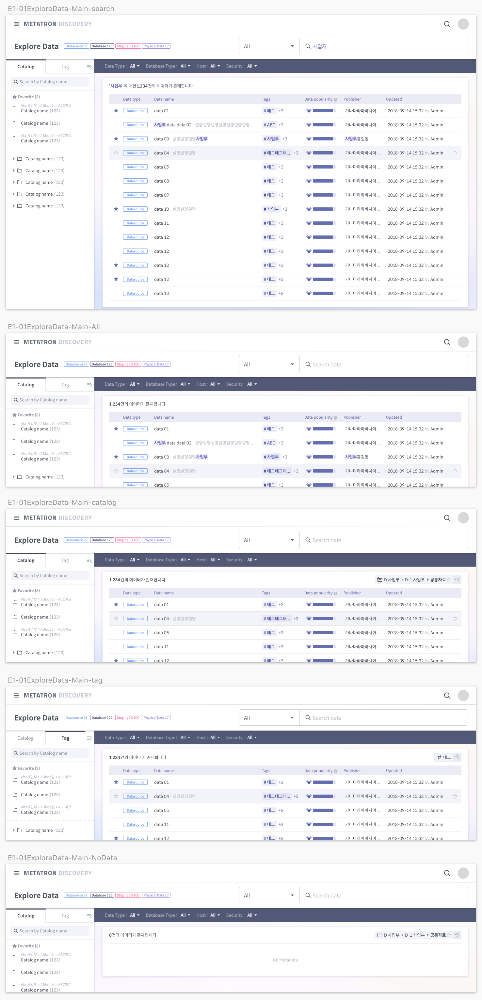 E1-01ExploreData-Main-search
METATRON DISCOVERY
Explore Data Datasource 99 Database 123 StagingDB 100 Physical Data 17 All 사업자
Catalog Tag Data Type : All Database Type : All Host : All Security : All
Search by Catalog name
‘사업부’에 대한1,234건의 데이터가 존재합니다
Favorite (3)
Abc사업부 > ABbde팀 > ABC파트
Catalog name (123)
Catalog name (123)
Abc사업부 > ABbde팀 > ABC파트
Catalog name (123)
Catalog name (123)
Catalog name (123)
Catalog name (123)
Catalog name (123)
Catalog name (123)
Data type Data name Tags Data popularity ? Publisher Updated
Datasource data 01 # 태그 +3 가나다라마바사아... 2018-09-14 15:32 by Admin
Datasource 사업부 data data 02 - 설명설명설명설명설명설명설명... # ABC +3 가나다라마바사아... 2018-09-14 15:32 by Admin
Datasource data 03 - 설명설명설명사업부 # 사업부 +3 사업부홍길동 2018-09-14 15:32 by Admin
Datasource data 04 - 설명설명설명 # 태그태그태... +3 가나다라마바사아... 2018-09-14 15:32 by Admin
Datasource data 05 # 태그 +3 가나다라마바사아... 2018-09-14 15:32 by Admin
Datasource data 08 # 태그 +3 가나다라마바사아... 2018-09-14 15:32 by Admin
Datasource data 09 # 태그 +3 가나다라마바사아... 2018-09-14 15:32 by Admin
Datasource data 10 - 설명설명설명 # 사업부 +3 가나다라마바사아... 2018-09-14 15:32 by Admin
Datasource data 11 # 태그 +3 가나다라마바사아... 2018-09-14 15:32 by Admin
Datasource data 12 # 태그 +3 가나다라마바사아... 2018-09-14 15:32 by Admin
Datasource data 12 # 태그 +3 가나다라마바사아... 2018-09-14 15:32 by Admin
Datasource data 12 # 태그 +3 가나다라마바사아... 2018-09-14 15:32 by Admin
Datasource data 12 # 태그 +3 가나다라마바사아... 2018-09-14 15:32 by Admin
Datasource data 13 # 태그 +3 가나다라마바사아... 2018-09-14 15:32 by Admin
E1-01ExploreData-Main-All
METATRON DISCOVERY
Explore Data Datasource 99 Database 123 StagingDB 100 Physical Data 17 All Search data
Catalog Tag Data Type : All Database Type : All Host : All Security : All
Search by Catalog name
1,234건의 데이터가 존재합니다
Favorite (3)
Abc사업부 > ABbde팀 > ABC파트
Catalog name (123)
Catalog name (123)
Abc사업부 > ABbde팀 > ABC파트
Catalog name (123)
Catalog name (123)
Data type Data name Tags Data popularity ? Publisher Updated
Datasource data 01 # 태그 +3 가나다라마바사아... 2018-09-14 15:32 by Admin
Datasource 사업부 data data 02 - 설명설명설명설명설명설명설명... # ABC +3 가나다라마바사아... 2018-09-14 15:32 by Admin
Datasource data 03 - 설명설명설명사업부 # 사업부 +3 사업부홍길동 2018-09-14 15:32 by Admin
Datasource data 04 - 설명설명설명 # 태그태그태... +3 가나다라마바사아... 2018-09-14 15:32 by Admin
Datasource data 05 # 태그 +3 가나다라마바사아... 2018-09-14 15:32 by Admin
E1-01ExploreData-Main-catalog
METATRON DISCOVERY
Explore Data Datasource 99 Database 123 StagingDB 100 Physical Data 17 All Search data
Catalog Tag Data Type : All Database Type : All Host : All Security : All
Search by Catalog name
1,234건의 데이터가 존재합니다 D 사업부 D-1 사업부 공통자료
Favorite (3)
Abc사업부 > ABbde팀 > ABC파트
Catalog name (123)
Catalog name (123)
Abc사업부 > ABbde팀 > ABC파트
Catalog name (123)
Catalog name (123)
Data type Data name Tags Data popularity ? Publisher Updated
Datasource data 01 # 태그 +3 가나다라마바사아... 2018-09-14 15:32 by Admin
Datasource data 04 - 설명설명설명 # 태그태그태... +3 가나다라마바사아... 2018-09-14 15:32 by Admin
Datasource data 05 # 태그 +3 가나다라마바사아... 2018-09-14 15:32 by Admin
Datasource data 11 # 태그 +3 가나다라마바사아... 2018-09-14 15:32 by Admin
Datasource data 12 # 태그 +3 가나다라마바사아... 2018-09-14 15:32 by Admin
E1-01ExploreData-Main-tag
METATRON DISCOVERY
Explore Data Datasource 99 Database 123 StagingDB 100 Physical Data 17 All Search data
Catalog Tag Data Type : All Database Type : All Host : All Security : All
Search by Catalog name
1,234건의 데이터 가 존재합니다 # 태그
Favorite (3)
Abc사업부 > ABbde팀 > ABC파트
Catalog name (123)
Catalog name (123)
Abc사업부 > ABbde팀 > ABC파트
Catalog name (123)
Catalog name (123)
Data type Data name Tags Data popularity ? Publisher Updated
Datasource data 01 # 태그 +3 가나다라마바사아... 2018-09-14 15:32 by Admin
Datasource data 04 - 설명설명설명 # 태그태그태... +3 가나다라마바사아... 2018-09-14 15:32 by Admin
Datasource data 05 # 태그 +3 가나다라마바사아... 2018-09-14 15:32 by Admin
Datasource data 11 # 태그 +3 가나다라마바사아... 2018-09-14 15:32 by Admin
Datasource data 12 # 태그 +3 가나다라마바사아... 2018-09-14 15:32 by Admin
E1-01ExploreData-Main-NoData
METATRON DISCOVERY
Explore Data Datasource 99 Database 123 StagingDB 100 Physical Data 17 All Search data
Catalog Tag Data Type : All Database Type : All Host : All Security : All
Search by Catalog name
0건의 데이터가 존재합니다 D 사업부 D-1 사업부 공통자료
Favorite (3)
Abc사업부 > ABbde팀 > ABC파트
Catalog name (123)
Catalog name (123)
Abc사업부 > ABbde팀 > ABC파트
Catalog name (123)
No Metadata